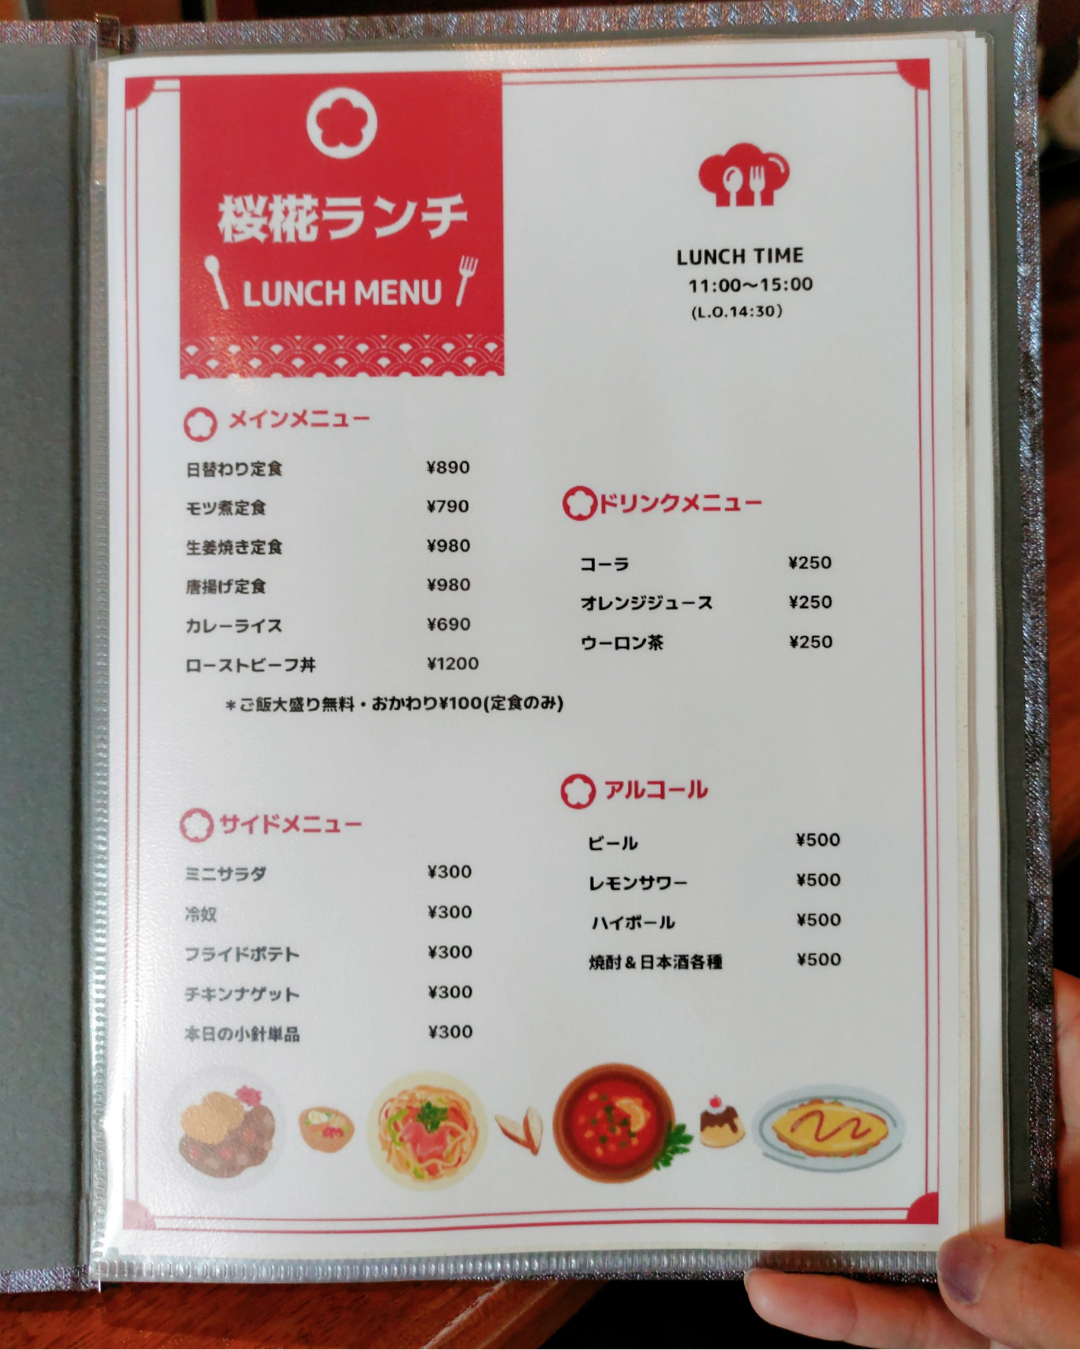 桜椛ランチ
LUNCH MENU
LUNCH TIME
11:00〜15:00
(L.O.14:30)
メインメニュー
日替わり定食 ¥890
モツ煮定食 ¥790
生姜焼き定食 ¥980
唐揚げ定食 ¥980
カレーライス ¥690
ローストビーフ丼 ¥1200
＊ご飯大盛り無料・おかわり¥100(定食のみ)
ドリンクメニュー
コーラ ¥250
オレンジジュース ¥250
ウーロン茶 ¥250
サイドメニュー
ミニサラダ ¥300
冷奴 ¥300
フライドポテト ¥300
チキンナゲット ¥300
本日の小針単品 ¥300
アルコール
ビール ¥500
レモンサワー ¥500
ハイボール ¥500
焼酎＆日本酒各種 ¥500